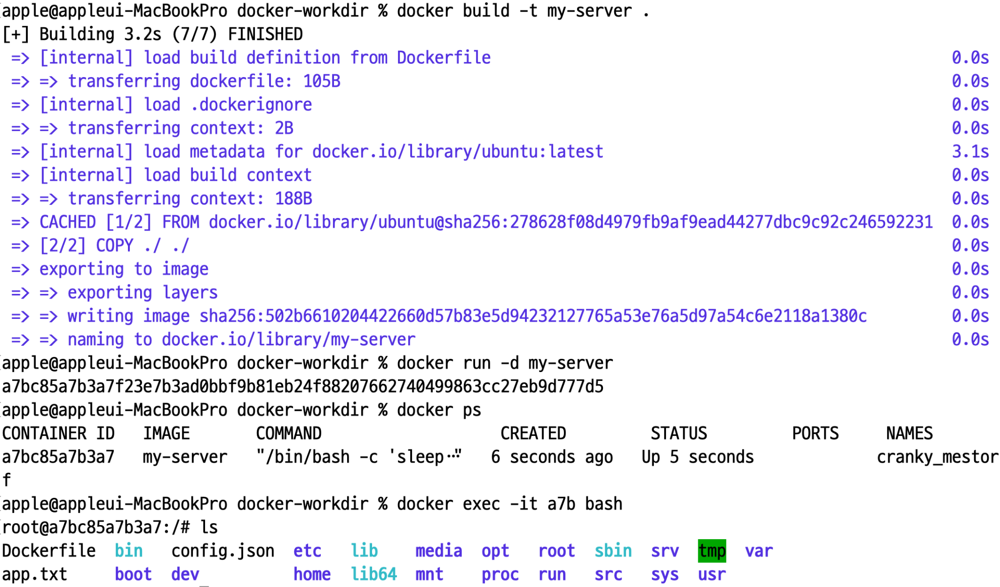 apple@appleui-MacBookPro docker-workdir % docker build -t my-server .
[+] Building 3.2s (7/7) FINISHED
=> [internal] load build definition from Dockerfile 0.0s
=> => transferring dockerfile: 105B 0.0s
=> [internal] load .dockerignore 0.0s
=> => transferring context: 2B 0.0s
=> [internal] load metadata for docker.io/library/ubuntu:latest 3.1s
=> [internal] load build context 0.0s
=> => transferring context: 188B 0.0s
=> CACHED [1/2] FROM docker.io/library/ubuntu@sha256:278628f08d4979fb9af9ead44277dbc9c92c246592231 0.0s
=> [2/2] COPY ./ ./ 0.0s
=> exporting to image 0.0s
=> => exporting layers 0.0s
=> => writing image sha256:502b6610204422660d57b83e5d94232127765a53e76a5d97a54c6e2118a1380c 0.0s
=> => naming to docker.io/library/my-server 0.0s
apple@appleui-MacBookPro docker-workdir % docker run -d my-server
a7bc85a7b3a7f23e7b3ad0bbf9b81eb24f88207662740499863cc27eb9d777d5
apple@appleui-MacBookPro docker-workdir % docker ps
CONTAINER ID IMAGE COMMAND CREATED STATUS PORTS NAMES
a7bc85a7b3a7 my-server "/bin/bash -c 'sleep…" 6 seconds ago Up 5 seconds cranky_mestor
f
apple@appleui-MacBookPro docker-workdir % docker exec -it a7b bash
root@a7bc85a7b3a7:/# ls
Dockerfile bin config.json etc lib media opt root sbin srv tmp var
app.txt boot dev home lib64 mnt proc run src sys usr